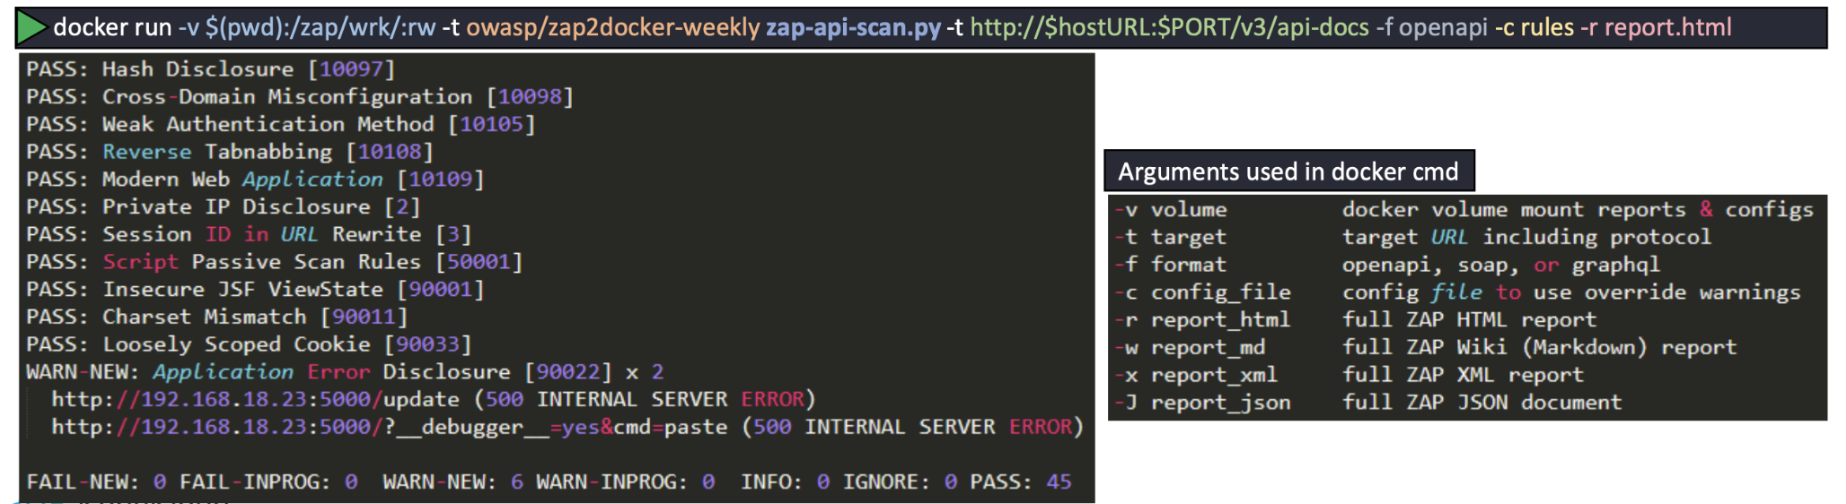 docker run -v $(pwd):/zap/wrk/:rw -t owasp/zap2docker-weekly zap-api-scan.py -t http://$hostURL:$PORT/v3/api-docs -f openapi -c rules -r report.html
PASS: Hash Disclosure [10097]
PASS: Cross-Domain Misconfiguration [10098]
PASS: Weak Authentication Method [10105]
PASS: Reverse Tabnabbing [10108]
PASS: Modern Web Application [10109]
PASS: Private IP Disclosure [2]
PASS: Session ID in URL Rewrite [3]
PASS: Script Passive Scan Rules [50001]
PASS: Insecure JSF ViewState [90001]
PASS: Charset Mismatch [90011]
PASS: Loosely Scoped Cookie [90033]
WARN-NEW: Application Error Disclosure [90022] x 2
http://192.168.18.23:5000/update (500 INTERNAL SERVER ERROR)
http://192.168.18.23:5000/?__debugger__=yes&cmd=paste (500 INTERNAL SERVER ERROR)
FAIL-NEW: 0 FAIL-INPROG: 0 WARN-NEW: 6 WARN-INPROG: 0 INFO: 0 IGNORE: 0 PASS: 45
Arguments used in docker cmd
-v volume docker volume mount reports & configs
-t target target URL including protocol
-f format openapi, soap, or graphql
-c config_file config file to use override warnings
-r report_html full ZAP HTML report
-w report_md full ZAP Wiki (Markdown) report
-x report_xml full ZAP XML report
-J report_json full ZAP JSON document